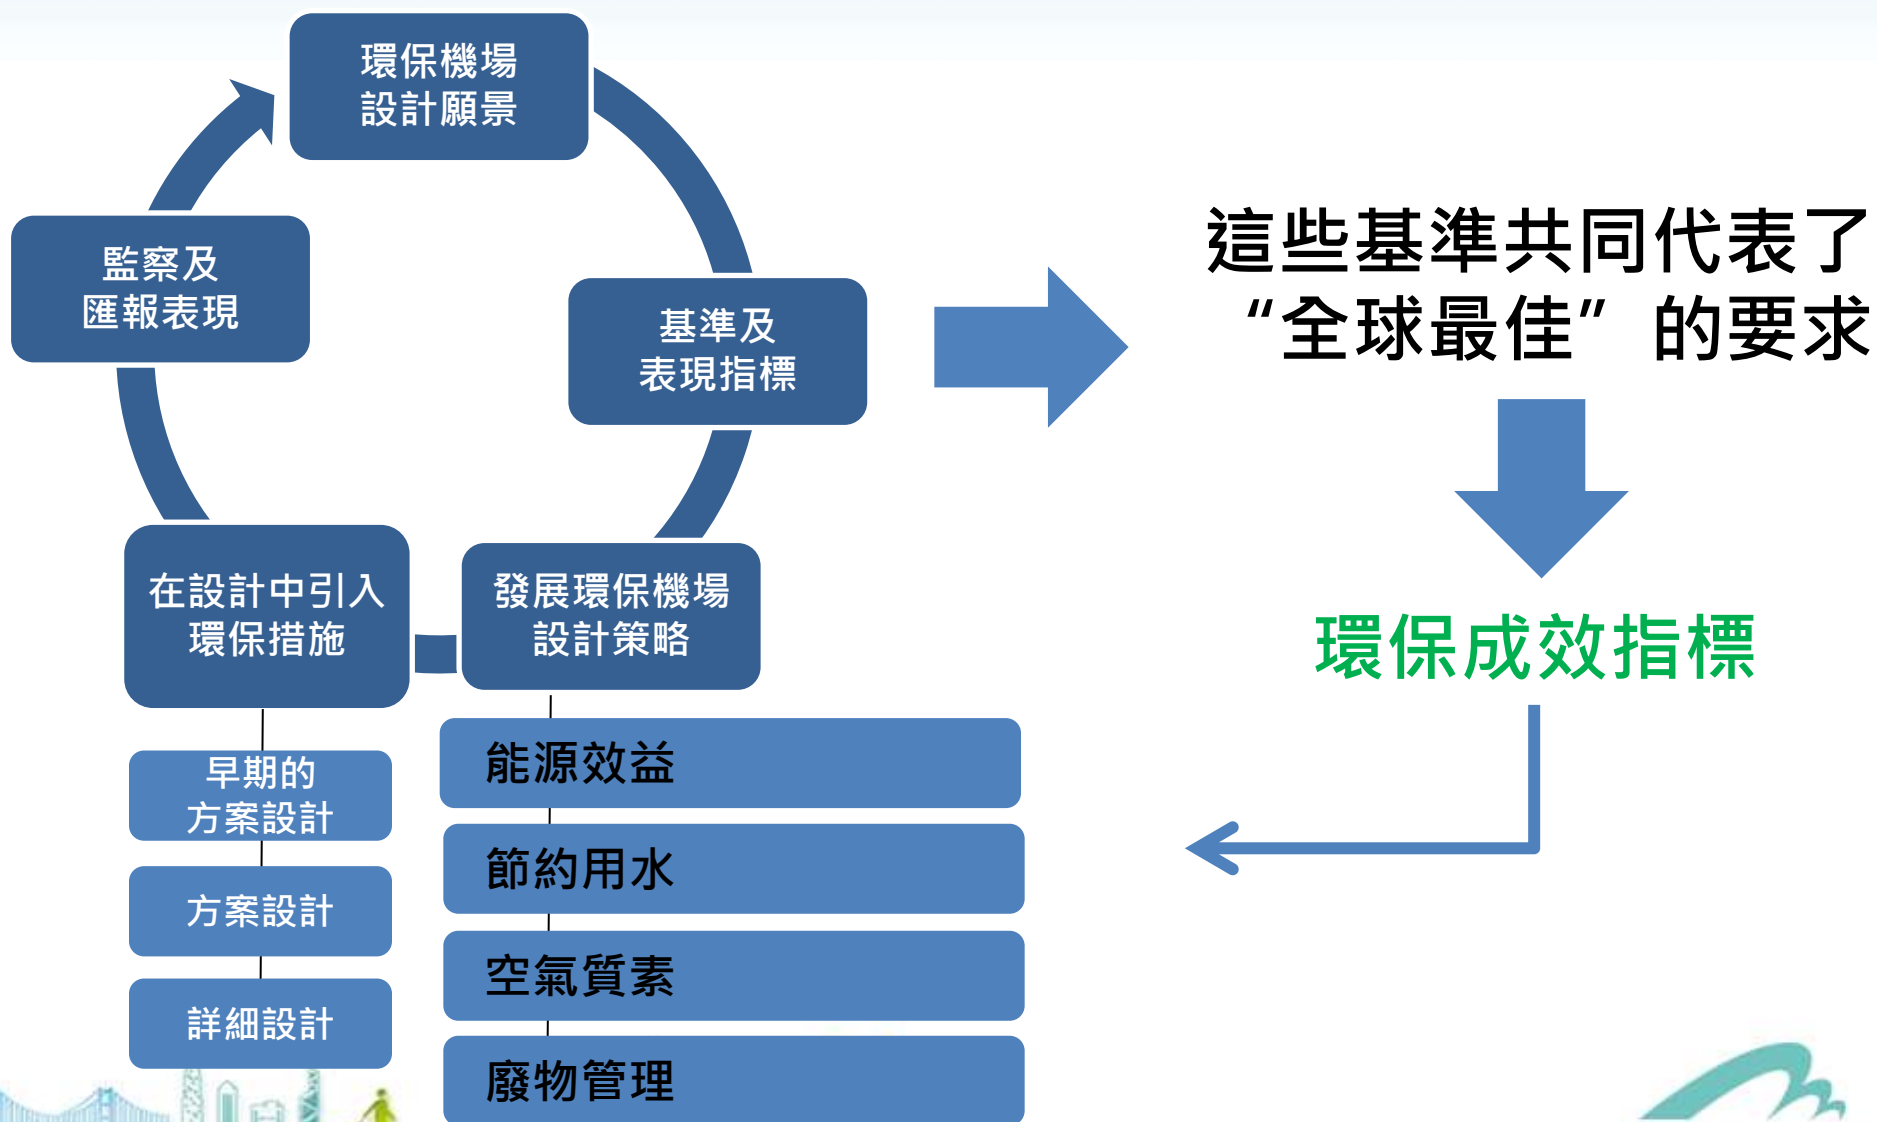 環保機場
設計願景
監察及
匯報表現
基準及
表現指標
在設計中引入
環保措施
發展環保機場
設計策略
早期的
方案設計
方案設計
詳細設計
能源效益
節約用水
空氣質素
廢物管理
這些基準共同代表了
“全球最佳”的要求
環保成效指標